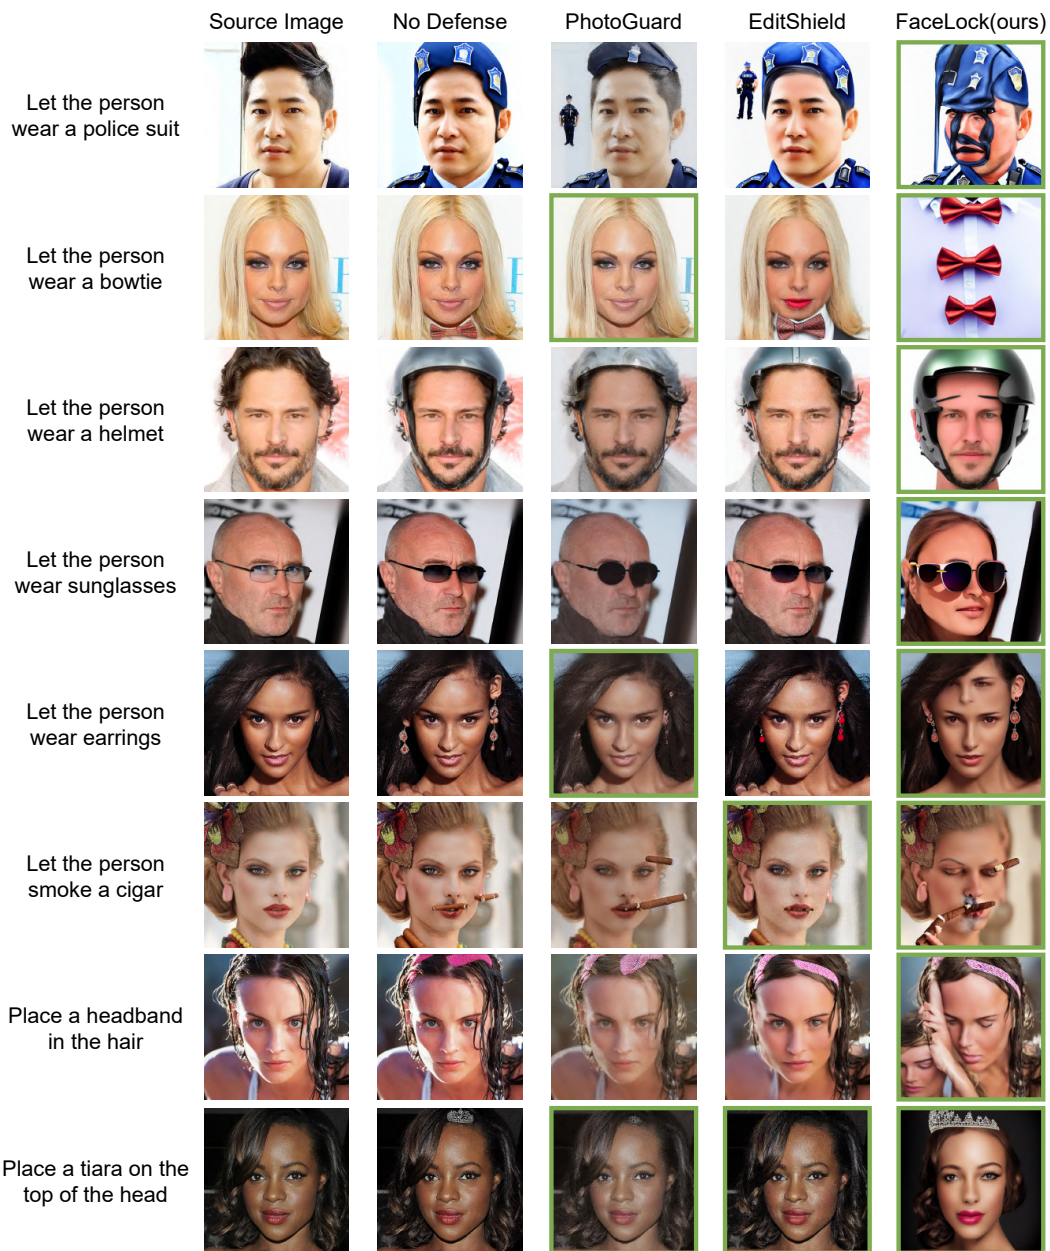 Source Image
No Defense
PhotoGuard
EditShield
FaceLock(ours)
Let the person
wear a police suit
Let the person
wear a bowtie
Let the person
wear a helmet
Let the person
wear sunglasses
Let the person
wear earrings
Let the person
smoke a cigar
Place a headband
in the hair
Place a tiara on the
top of the head